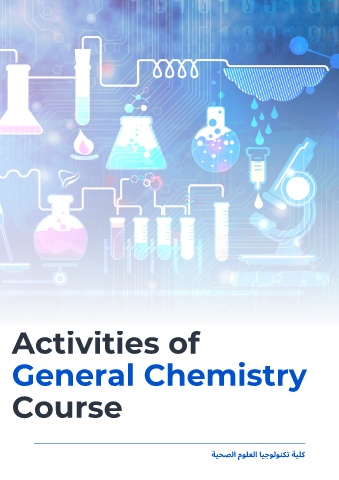 Activities of
General Chemistry
Course
كلية تكنولوجيا العلوم الصحية